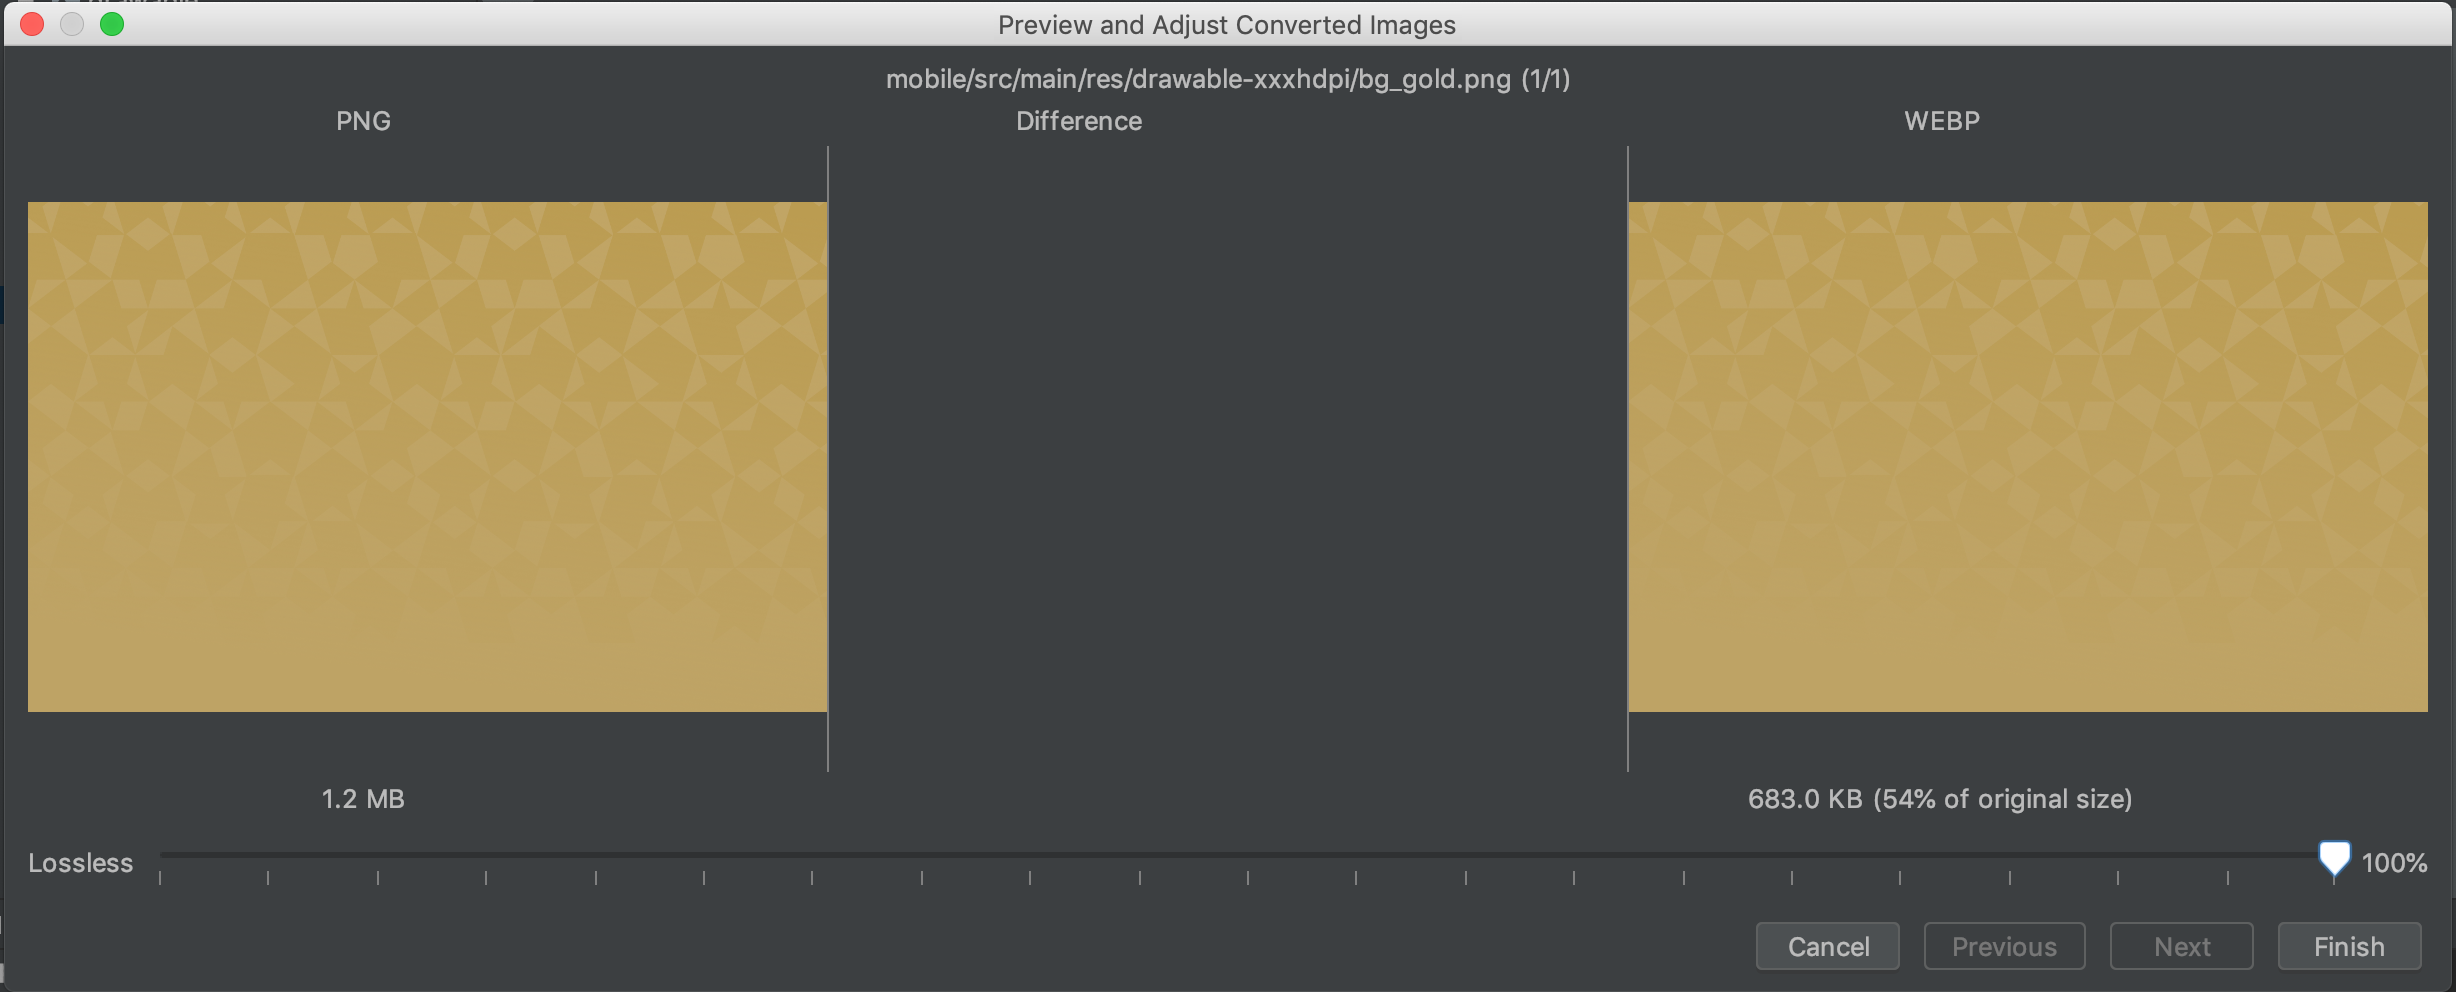 Preview and Adjust Converted Images
mobile/src/main/res/drawable-xxxhdpi/bg_gold.png (1/1)
PNG
Difference
WEBP
1.2 MB
683.0 KB (54% of original size)
Lossless
100%
Cancel
Previous
Next
Finish